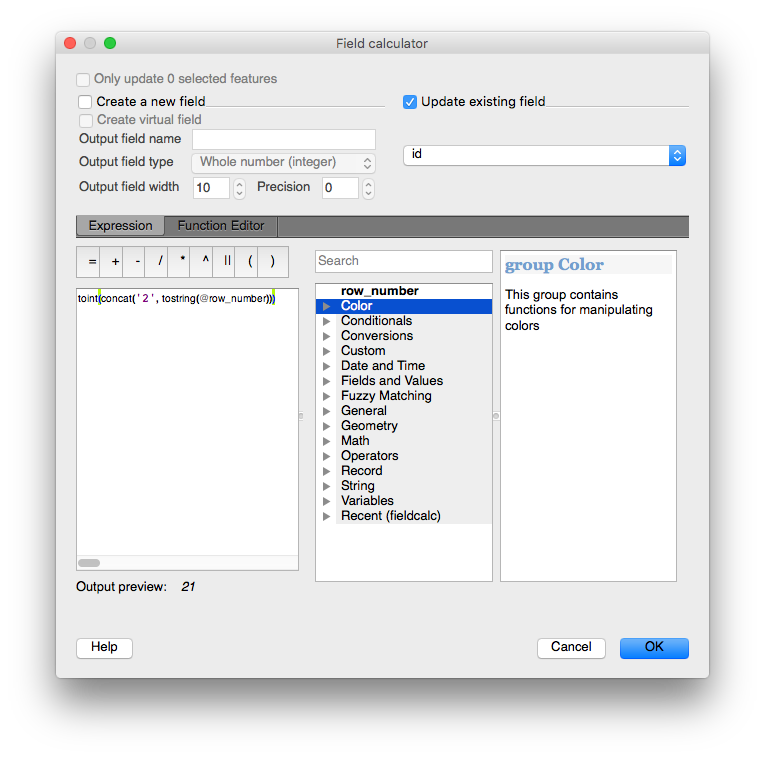 Field calculator
Only update 0 selected features
Create a new field
Update existing field
Create virtual field
Output field name
id
Output field type Whole number (integer)
Output field width 10 Precision 0
Expression Function Editor
= + - / * ^ || ( )
Search
group Color
toint(concat('2', tostring(@row_number)))
row_number
Color
Conditionals
Conversions
Custom
Date and Time
Fields and Values
Fuzzy Matching
General
Geometry
Math
Operators
Record
String
Variables
Recent (fieldcalc)
This group contains
functions for manipulating
colors
Output preview: 21
Help
Cancel
OK